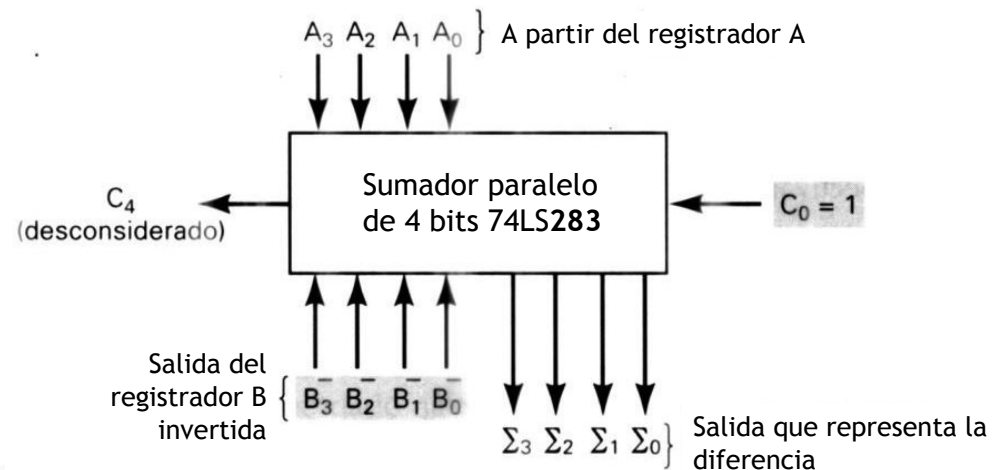 A₃ A₂ A₁ A₀ } A partir del registrador A
Sumador paralelo
de 4 bits 74LS283
C₄
(desconsiderado)
C₀ = 1
Salida del
registrador B
invertida
{ B̅₃ B̅₂ B̅₁ B̅₀
Σ₃ Σ₂ Σ₁ Σ₀ }
Salida que representa la
diferencia